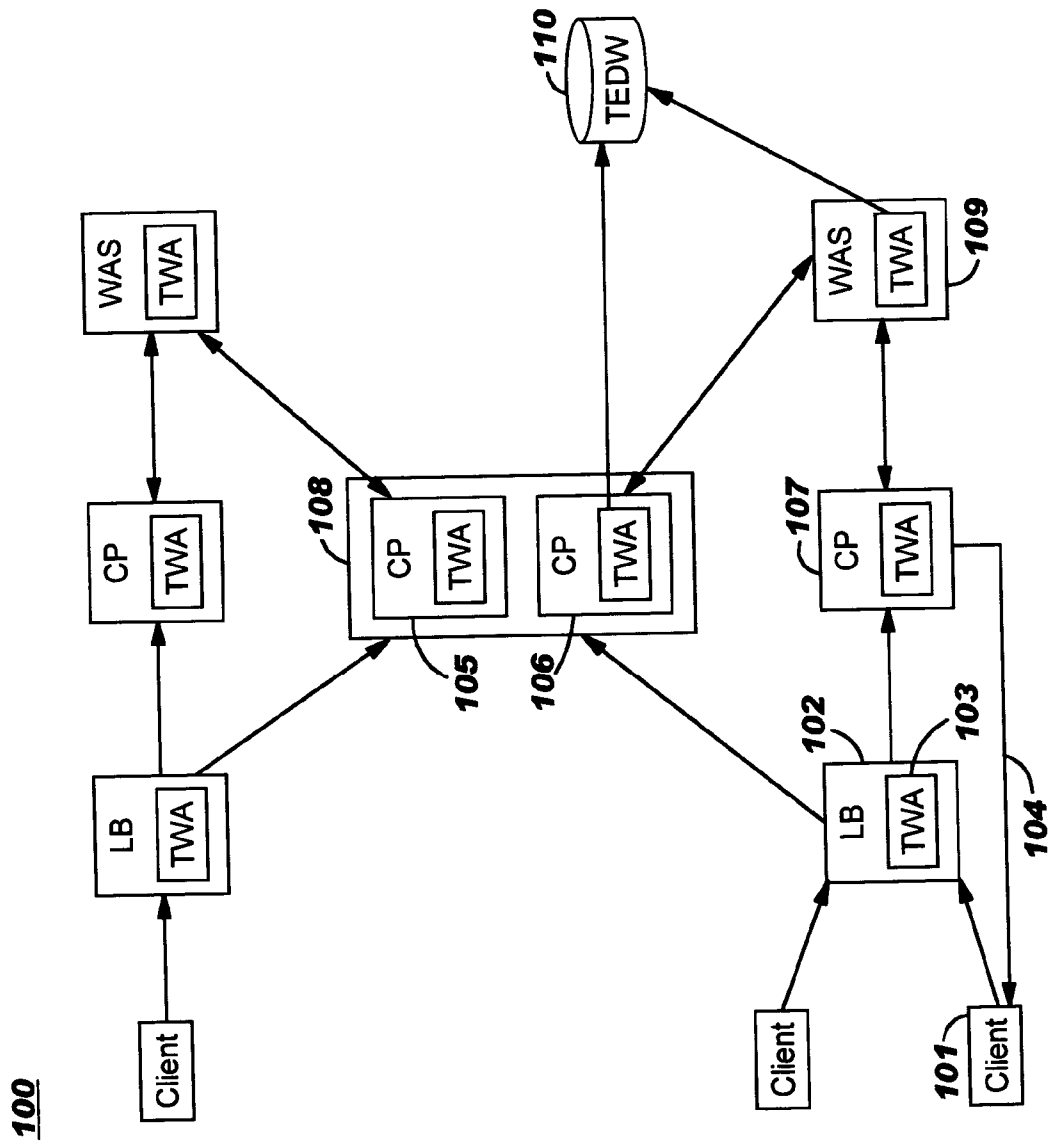 100
Client
LB
TWA
CP
TWA
WAS
TWA
108
CP
TWA
105
CP
TWA
106
110
TEDW
Client
101
Client
102
LB
TWA
103
104
107
CP
TWA
WAS
TWA
109